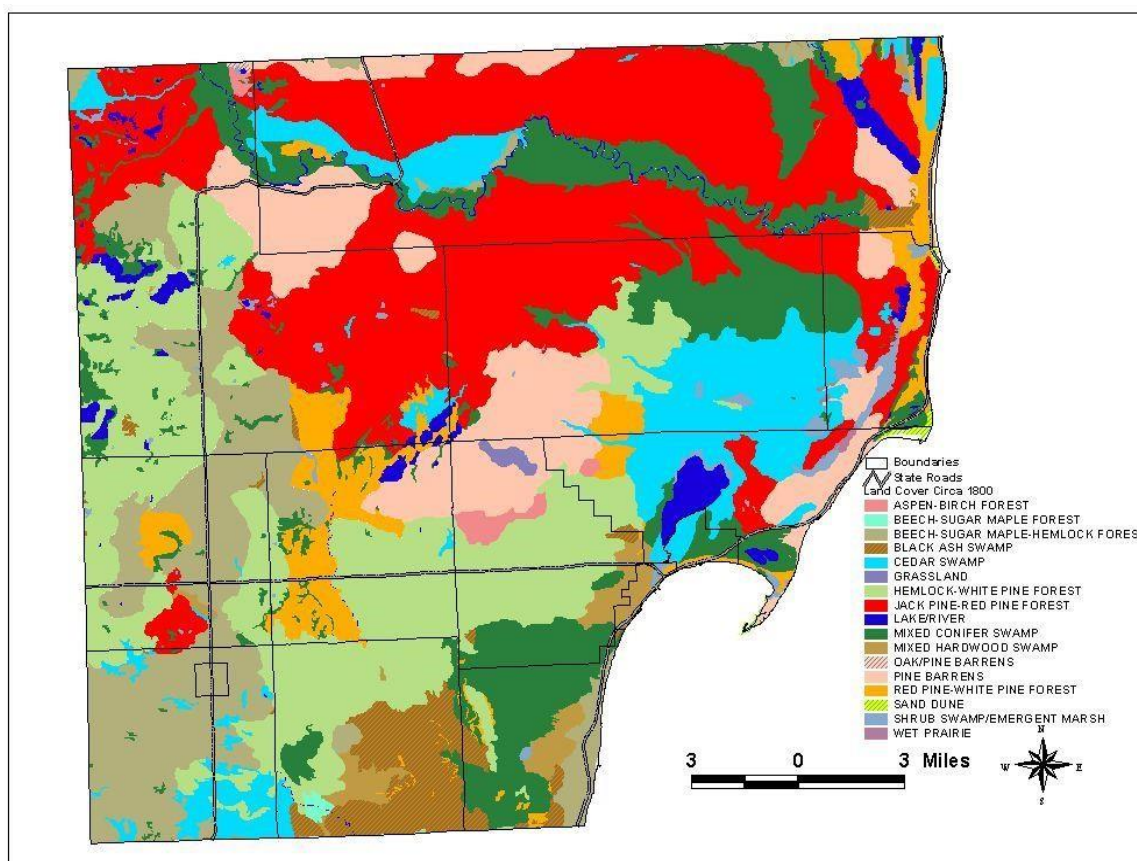 Boundaries
State Roads
Land Cover Circa 1800
ASPEN-BIRCH FOREST
BEECH-SUGAR MAPLE FOREST
BEECH-SUGAR MAPLE-HEMLOCK FOREST
BLACK ASH SWAMP
CEDAR SWAMP
GRASSLAND
HEMLOCK-WHITE PINE FOREST
JACK PINE-RED PINE FOREST
LAKE/RIVER
MIXED CONIFER SWAMP
MIXED HARDWOOD SWAMP
OAK/PINE BARRENS
PINE BARRENS
RED PINE-WHITE PINE FOREST
SAND DUNE
SHRUB SWAMP/EMERGENT MARSH
WET PRAIRIE
3 0 3 Miles
N
W E
S